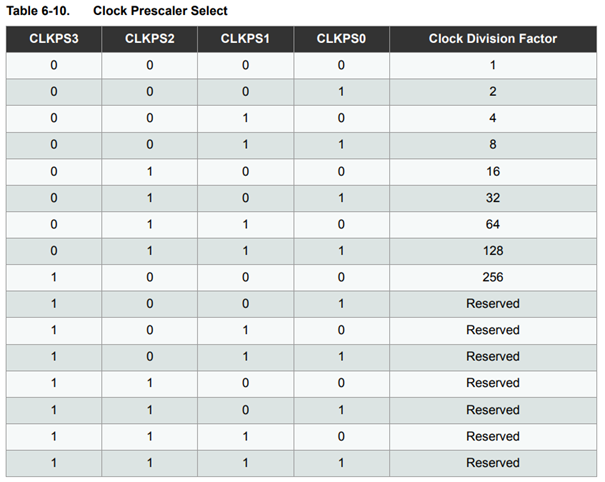 Table 6-10. Clock Prescaler Select
CLKPS3 CLKPS2 CLKPS1 CLKPS0 Clock Division Factor
0 0 0 0 1
0 0 0 1 2
0 0 1 0 4
0 0 1 1 8
0 1 0 0 16
0 1 0 1 32
0 1 1 0 64
0 1 1 1 128
1 0 0 0 256
1 0 0 1 Reserved
1 0 1 0 Reserved
1 0 1 1 Reserved
1 1 0 0 Reserved
1 1 0 1 Reserved
1 1 1 0 Reserved
1 1 1 1 Reserved